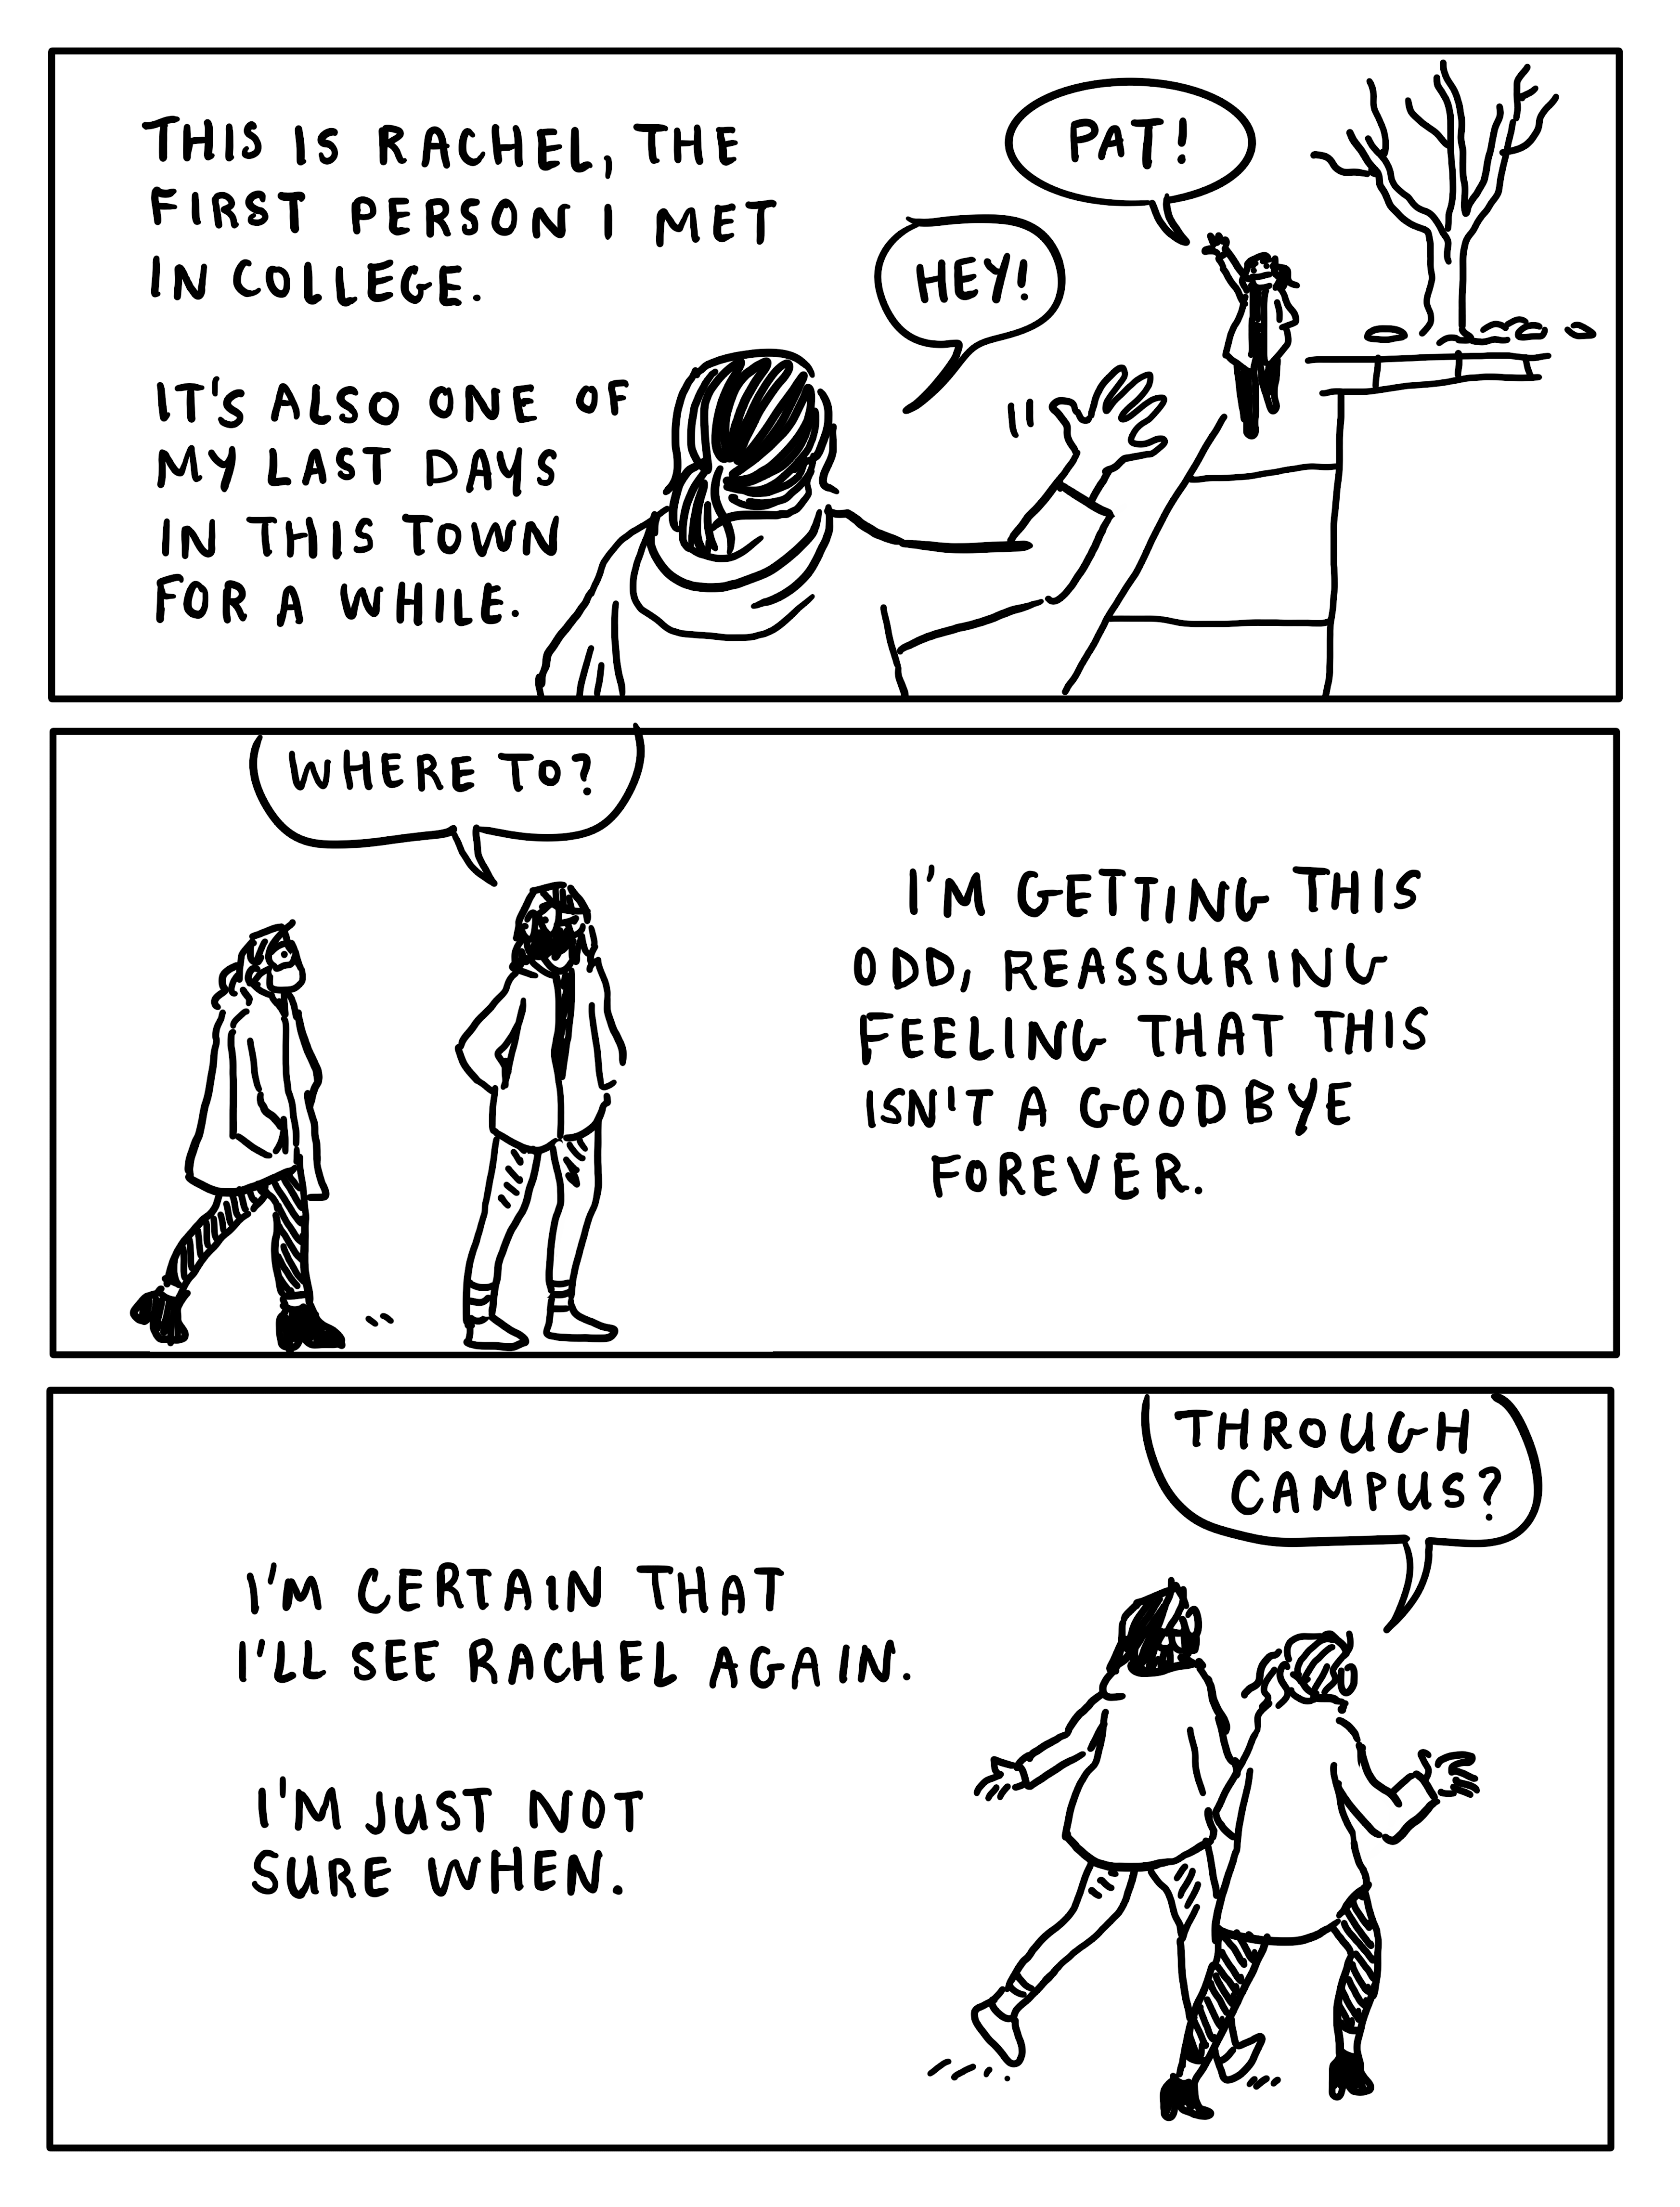 THIS IS RACHEL, THE
FIRST PERSON I MET
IN COLLEGE.
IT'S ALSO ONE OF
MY LAST DAYS
IN THIS TOWN
FOR A WHILE.
HEY!
PAT!
WHERE TO?
I'M GETTING THIS
ODD, REASSURING
FEELING THAT THIS
ISN'T A GOODBYE
FOREVER.
THROUGH
CAMPUS?
I'M CERTAIN THAT
I'LL SEE RACHEL AGAIN.
I'M JUST NOT
SURE WHEN.